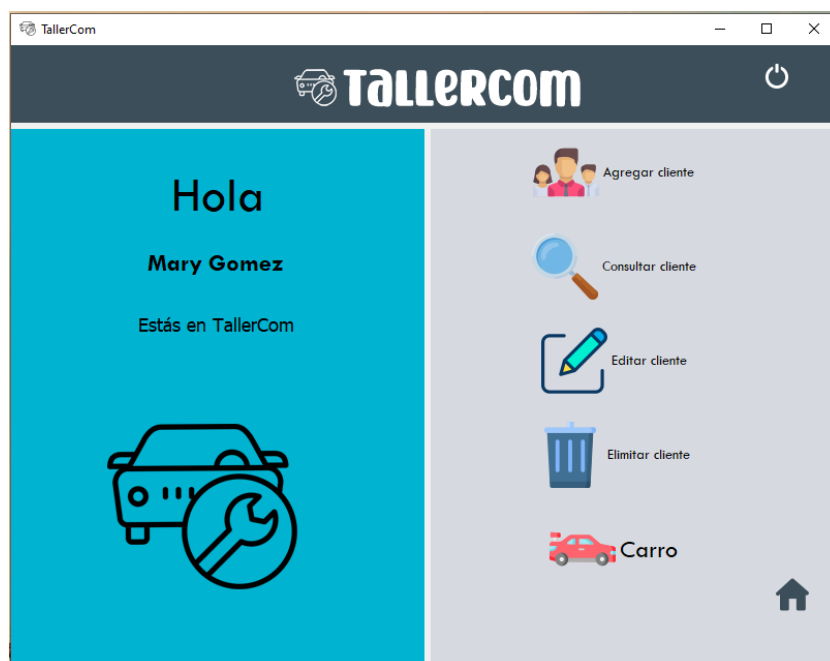 TallerCom
TALLERCOM
Hola
Mary Gomez
Estás en TallerCom
Agregar cliente
Consultar cliente
Editar cliente
Elimitar cliente
Carro